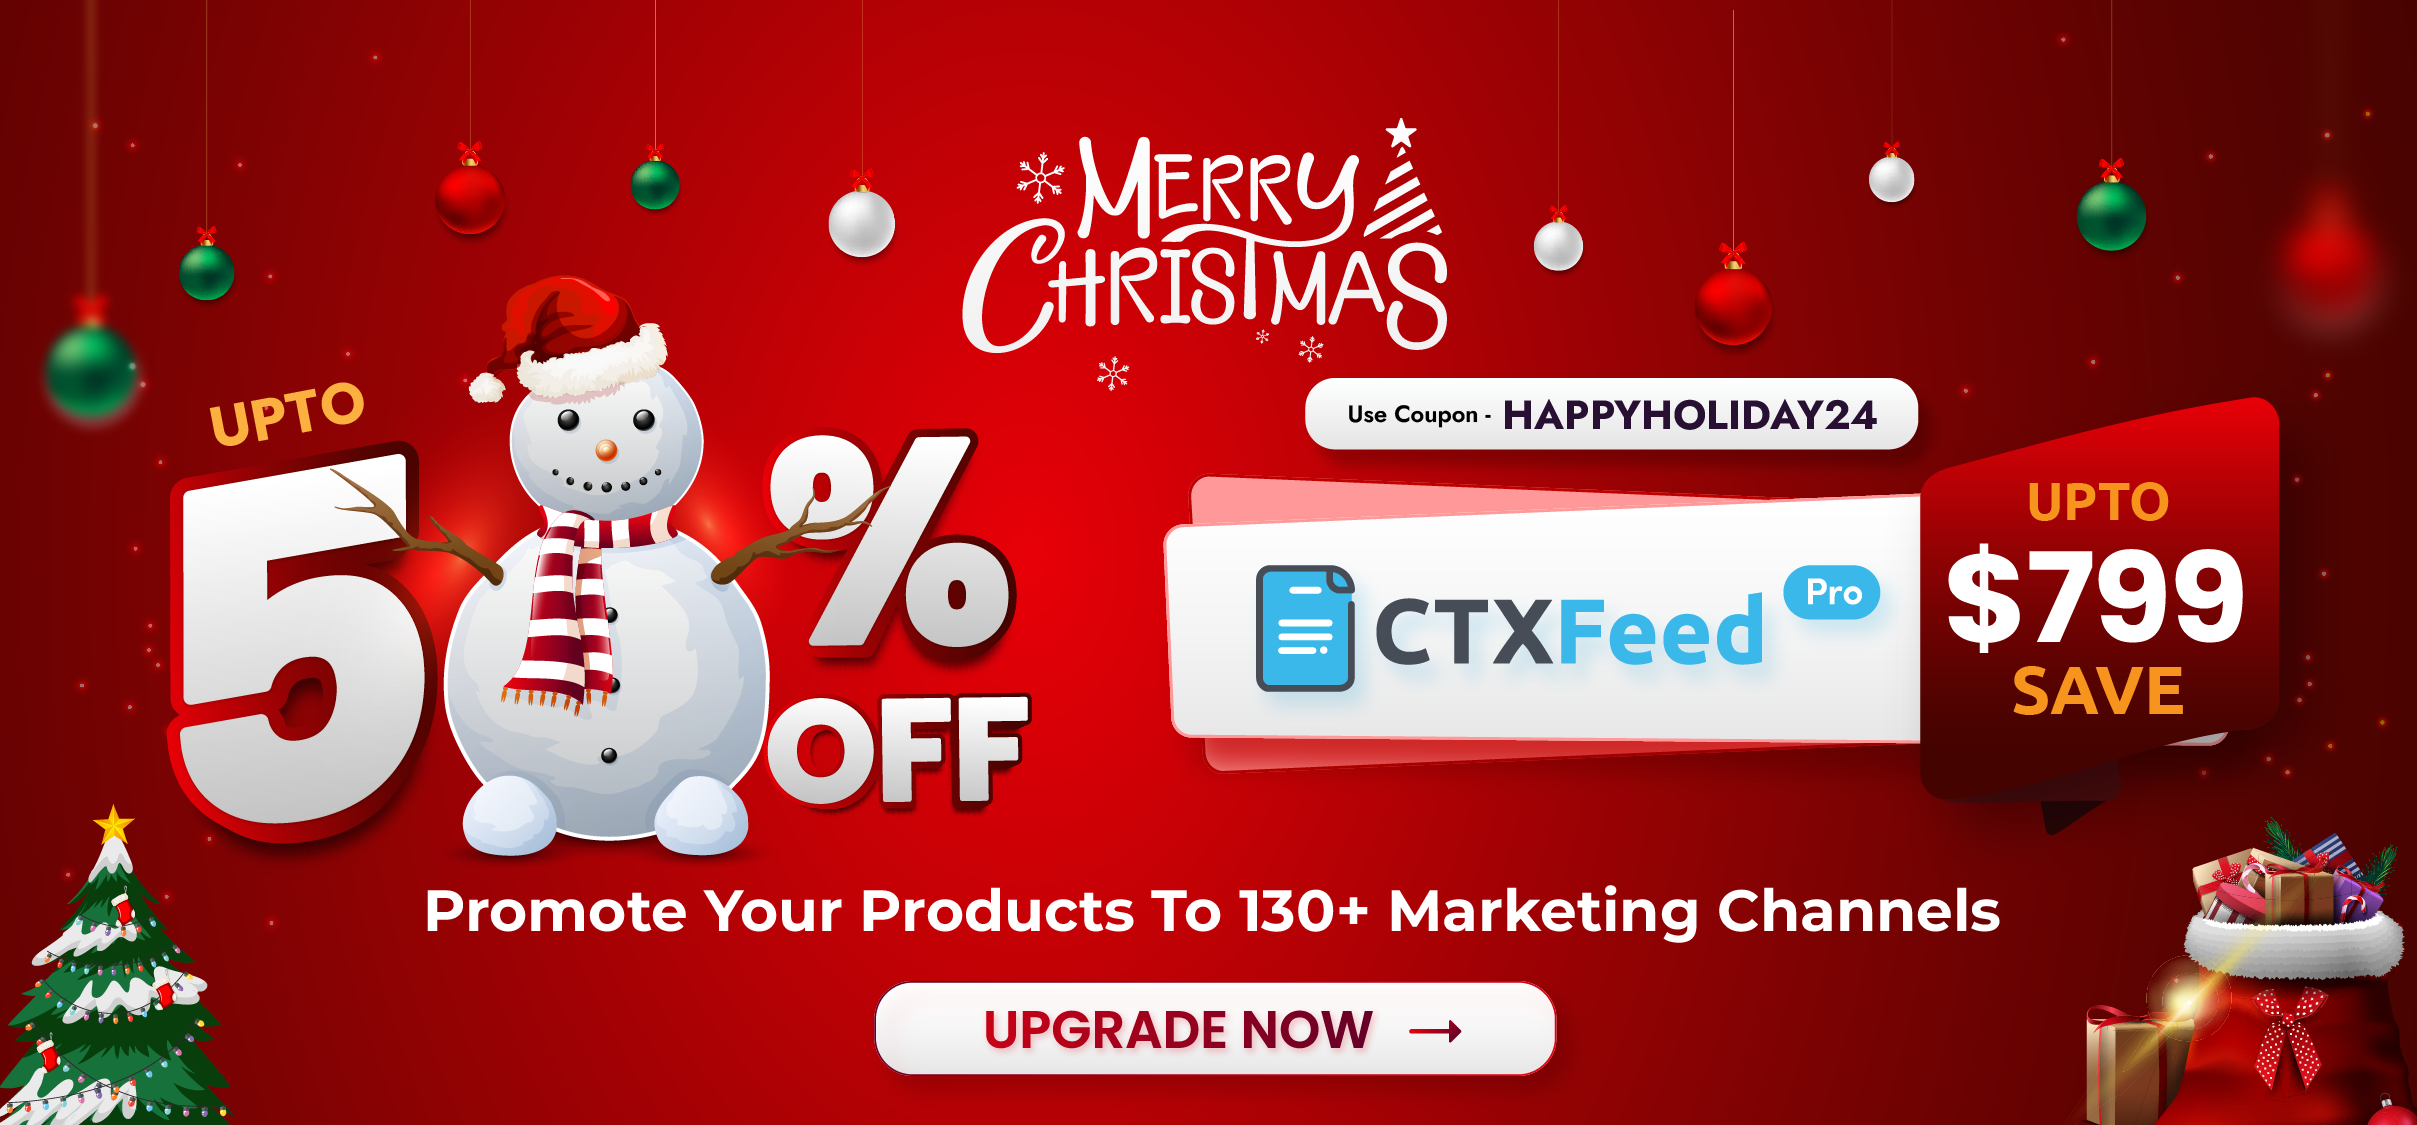 MERRY
CHRISTMAS
UPTO
5 %
OFF
Use Coupon - HAPPYHOLIDAY24
CTXFeed Pro
UPTO
$799
SAVE
Promote Your Products To 130+ Marketing Channels
UPGRADE NOW →